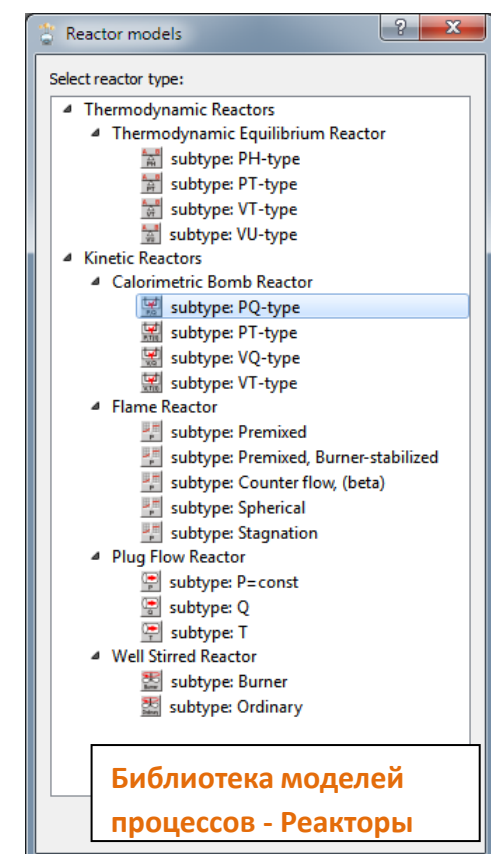 Reactor models
Select reactor type:
Thermodynamic Reactors
Thermodynamic Equilibrium Reactor
subtype: PH-type
subtype: PT-type
subtype: VT-type
subtype: VU-type
Kinetic Reactors
Calorimetric Bomb Reactor
subtype: PQ-type
subtype: PT-type
subtype: VQ-type
subtype: VT-type
Flame Reactor
subtype: Premixed
subtype: Premixed, Burner-stabilized
subtype: Counter flow, (beta)
subtype: Spherical
subtype: Stagnation
Plug Flow Reactor
subtype: P=const
subtype: Q
subtype: T
Well Stirred Reactor
subtype: Burner
subtype: Ordinary
Библиотека моделей
процессов - Реакторы